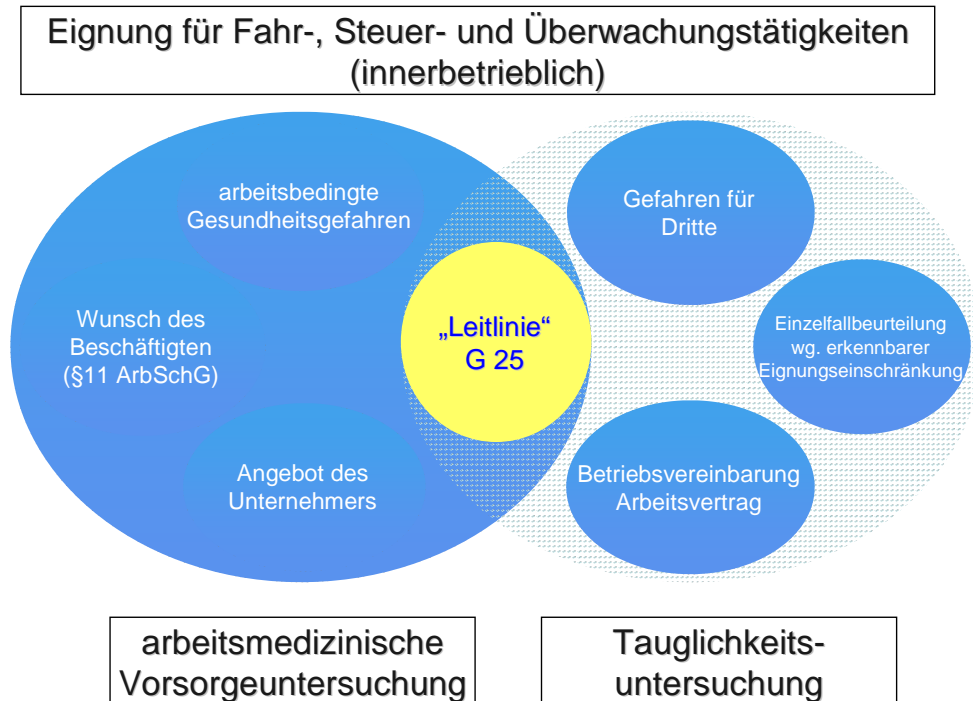 Eignung für Fahr-, Steuer- und Überwachungstätigkeiten
(innerbetrieblich)
arbeitsbedingte
Gesundheitsgefahren
Wunsch des
Beschäftigten
(§11 ArbSchG)
Angebot des
Unternehmers
„Leitlinie“
G 25
Gefahren für
Dritte
Einzelfallbeurteilung
wg. erkennbarer
Eignungseinschränkung
Betriebsvereinbarung
Arbeitsvertrag
arbeitsmedizinische
Vorsorgeuntersuchung
Tauglichkeits-
untersuchung